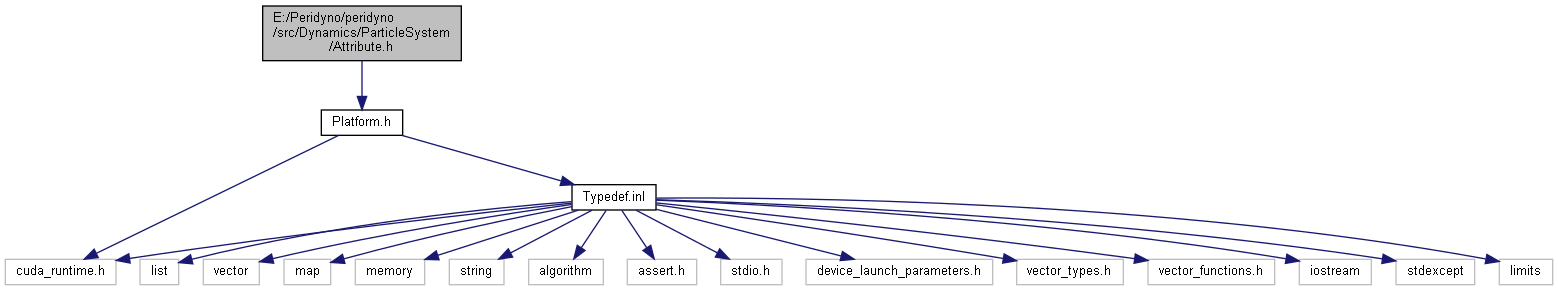 E:/Peridyno/peridyno
/src/Dynamics/ParticleSystem
/Attribute.h
Platform.h
Typedef.inl
cuda_runtime.h
list
vector
map
memory
string
algorithm
assert.h
stdio.h
device_launch_parameters.h
vector_types.h
vector_functions.h
iostream
stdexcept
limits